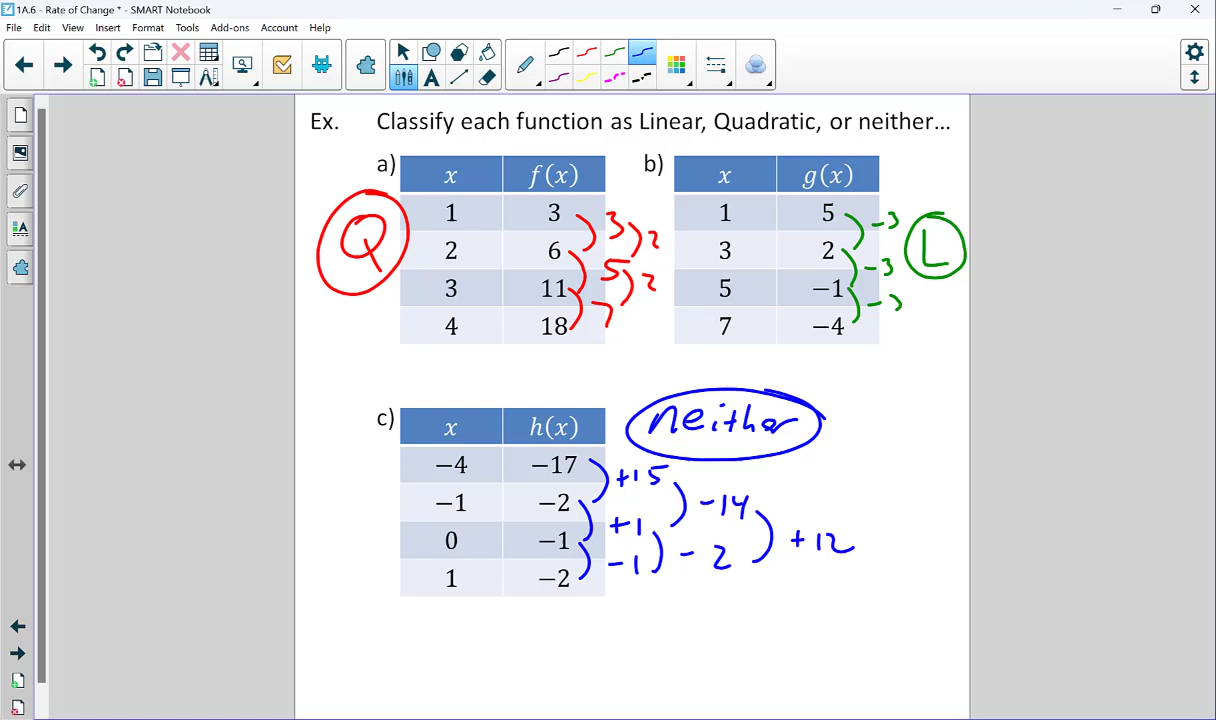 1A.6 - Rate of Change * - SMART Notebook
File Edit View Insert Format Tools Add-ons Account Help
Ex. Classify each function as Linear, Quadratic, or neither...
a)
x f(x)
1 3
2 6
3 11
4 18
Q
3
5
7
2
2
b)
x g(x)
1 5
3 2
5 −1
7 −4
-3
-3
-3
L
c)
x h(x)
−4 −17
−1 −2
0 −1
1 −2
neither
+15
+1
-1
-14
-2
+12